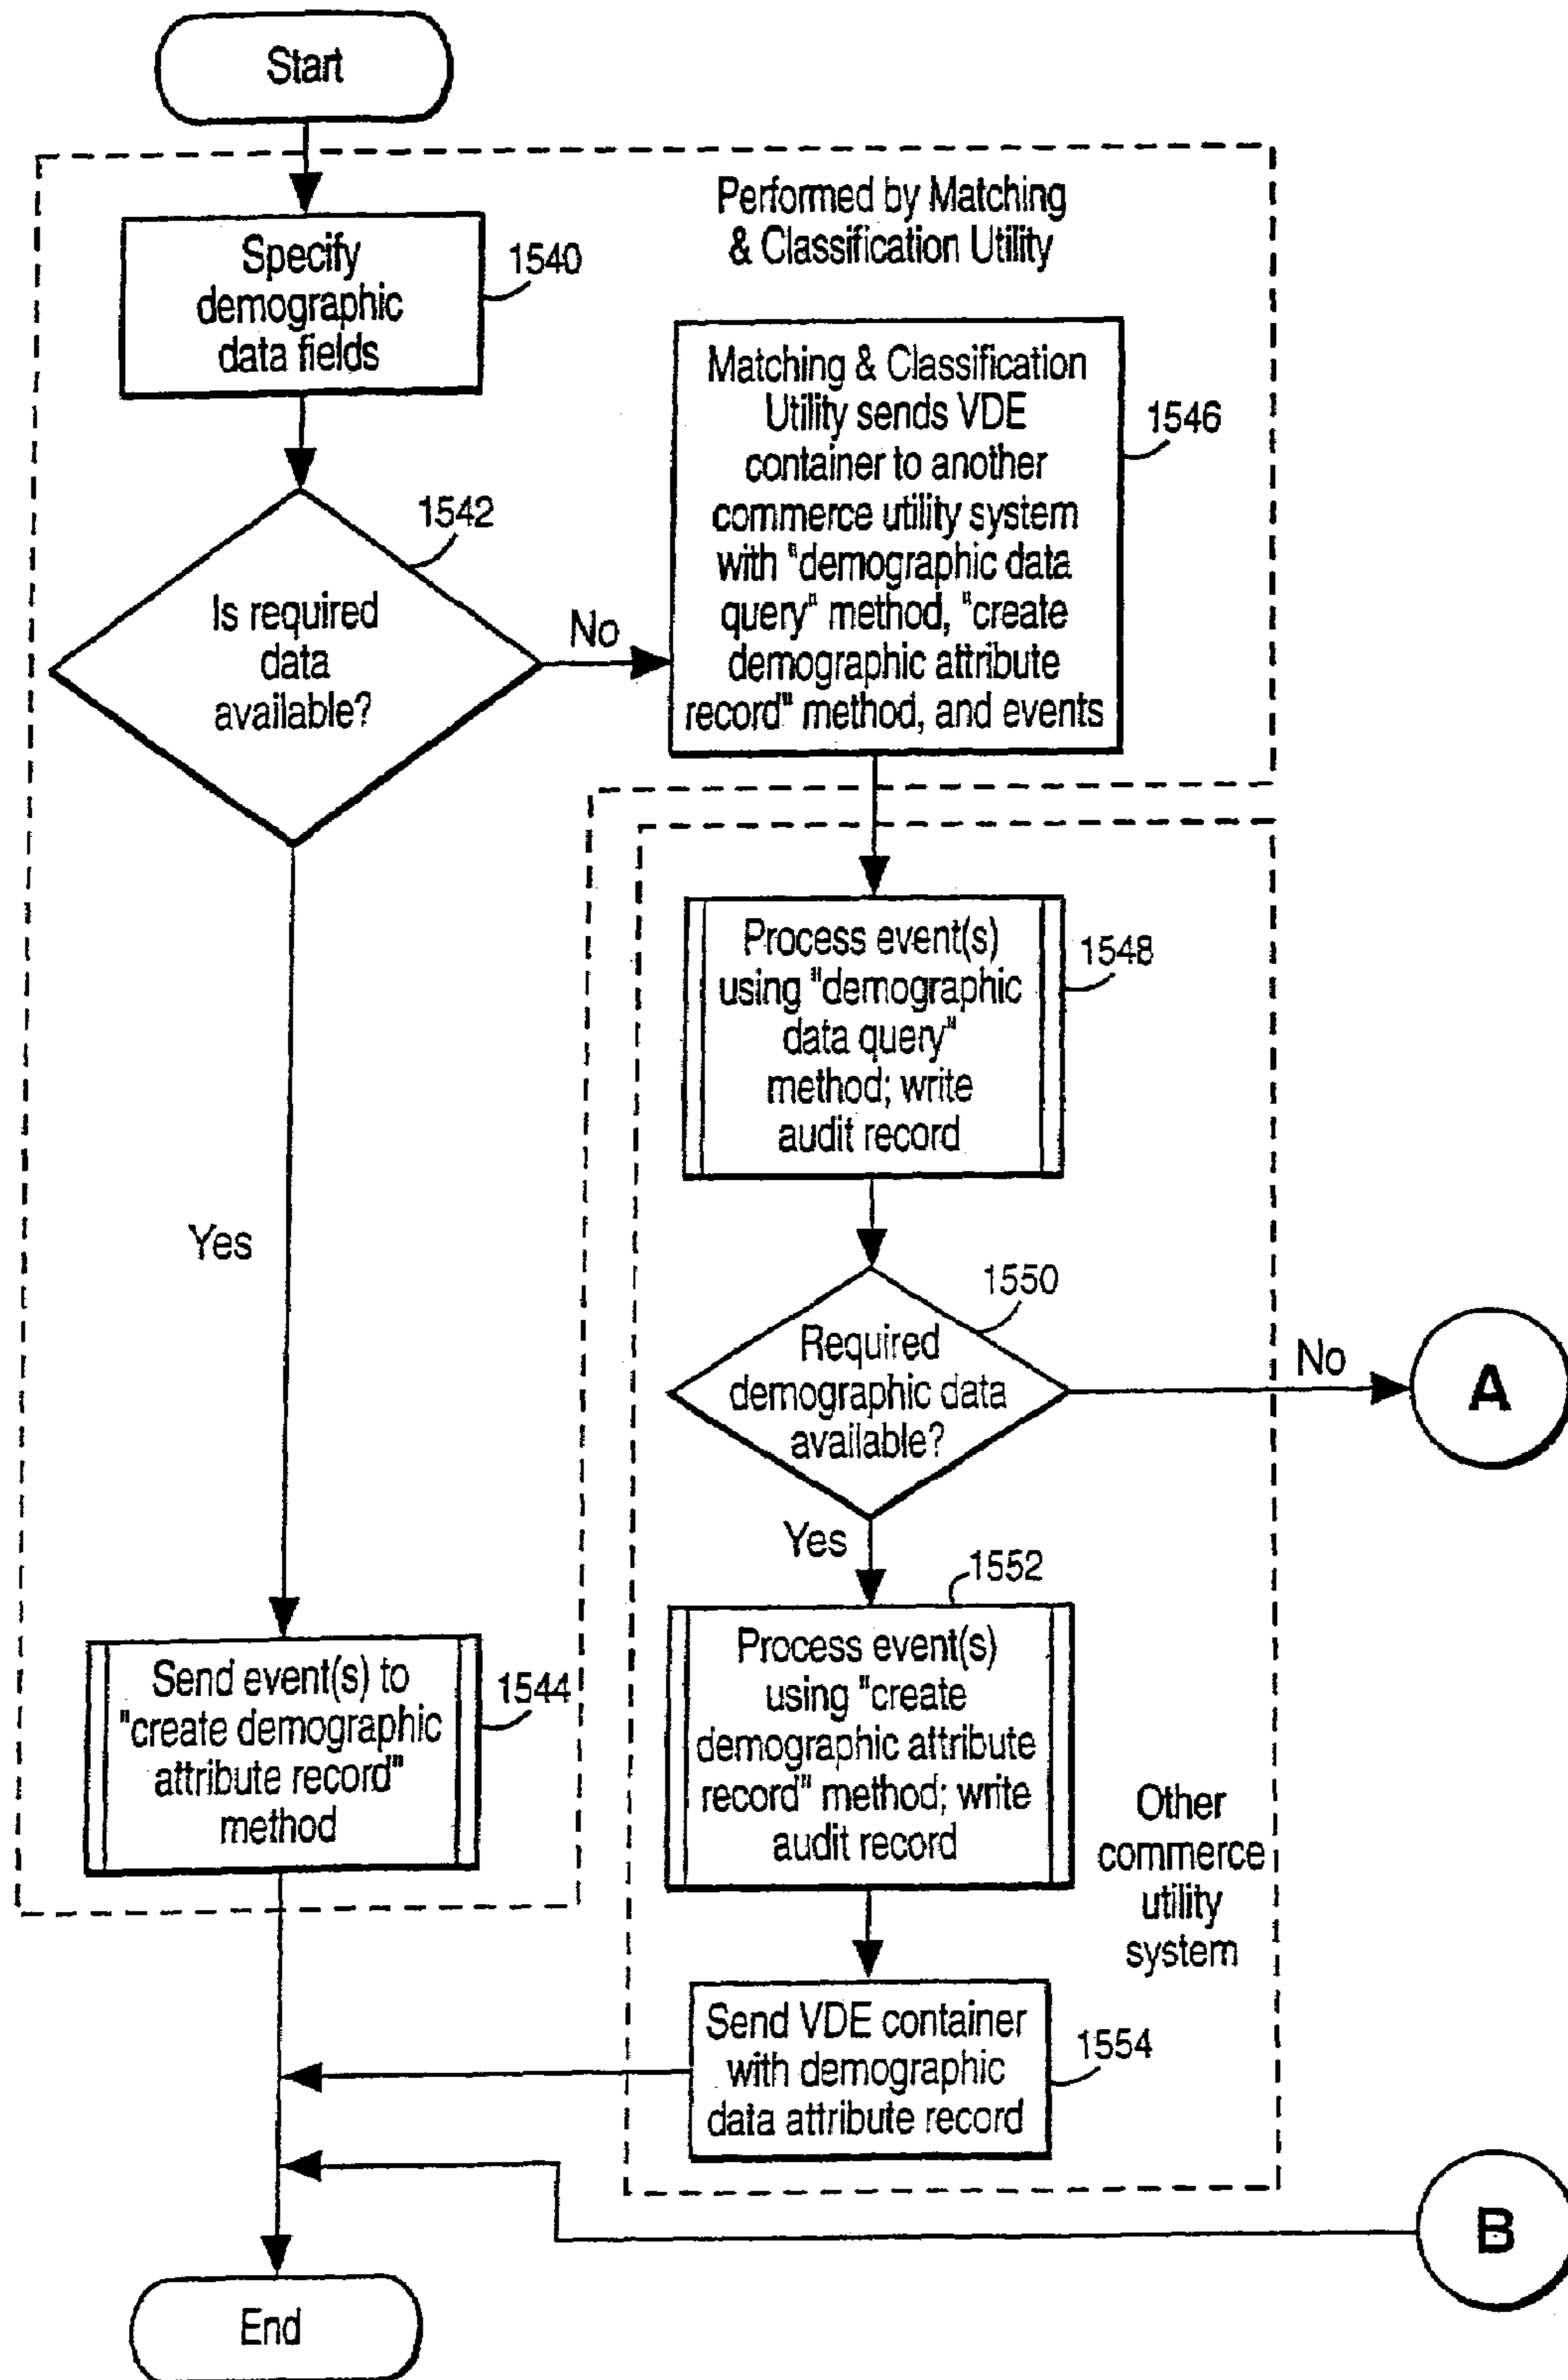 Start
Performed by Matching
& Classification Utility
Specify
demographic
data fields
1540
Matching & Classification
Utility sends VDE
container to another
commerce utility system
with "demographic data
query" method, "create
demographic attribute
record" method, and events
1546
1542
Is required
data
available?
No
Yes
Process event(s)
using "demographic
data query"
method; write
audit record
1548
1550
Required
demographic data
available?
No
A
Yes
1552
Process event(s)
using "create
demographic attribute
record" method; write
audit record
Send event(s) to
"create demographic
attribute record"
method
1544
Other
commerce
utility
system
Send VDE container
with demographic
data attribute record
1554
B
End